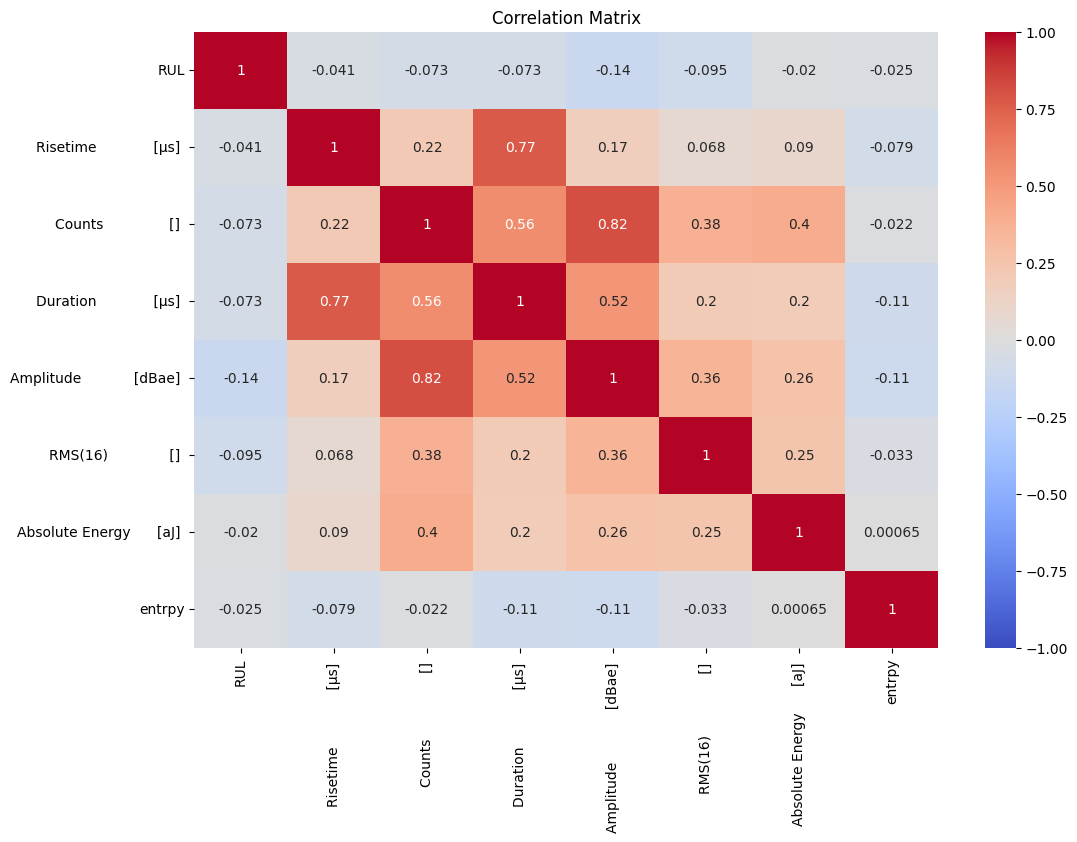 Correlation Matrix
RUL 1 -0.041 -0.073 -0.073 -0.14 -0.095 -0.02 -0.025
Risetime [µs] -0.041 1 0.22 0.77 0.17 0.068 0.09 -0.079
Counts [] -0.073 0.22 1 0.56 0.82 0.38 0.4 -0.022
Duration [µs] -0.073 0.77 0.56 1 0.52 0.2 0.2 -0.11
Amplitude [dBae] -0.14 0.17 0.82 0.52 1 0.36 0.26 -0.11
RMS(16) [] -0.095 0.068 0.38 0.2 0.36 1 0.25 -0.033
Absolute Energy [aJ] -0.02 0.09 0.4 0.2 0.26 0.25 1 0.00065
entrpy -0.025 -0.079 -0.022 -0.11 -0.11 -0.033 0.00065 1
RUL
Risetime [µs]
Counts []
Duration [µs]
Amplitude [dBae]
RMS(16) []
Absolute Energy [aJ]
entrpy
1.00
0.75
0.50
0.25
0.00
−0.25
−0.50
−0.75
−1.00